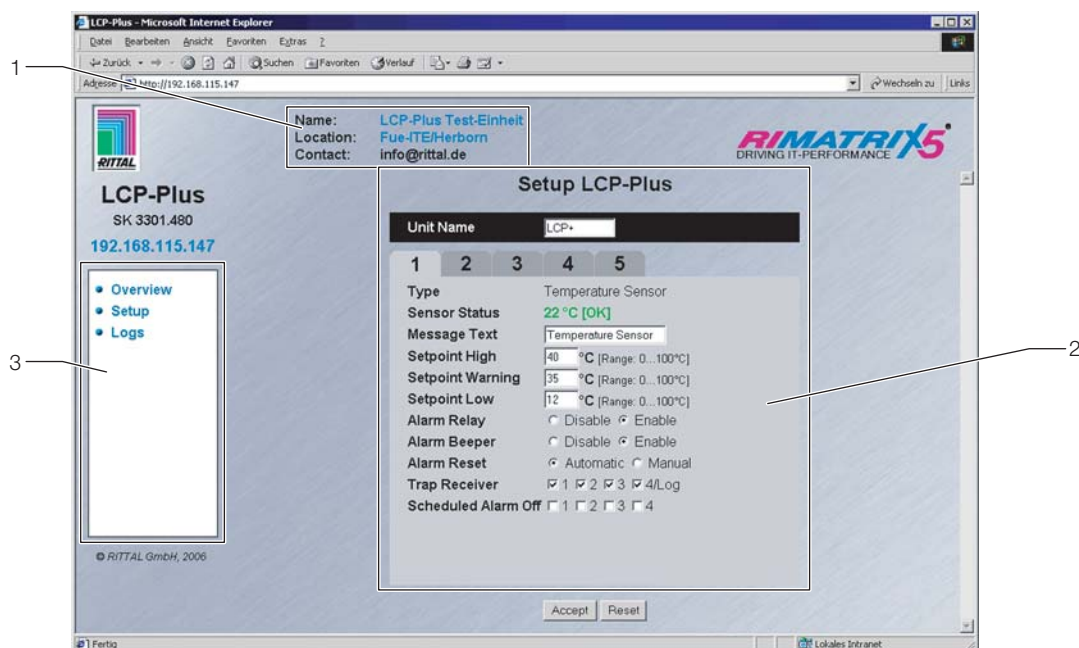 LCP-Plus - Microsoft Internet Explorer
Datei Bearbeiten Ansicht Favoriten Extras ?
Zurück Suchen Favoriten Verlauf
Adresse http://192.168.115.147 Wechseln zu Links
1
RITTAL
Name: LCP-Plus Test-Einheit
Location: Fue-ITE/Herborn
Contact: info@rittal.de
RIMATRIX5
DRIVING IT-PERFORMANCE
LCP-Plus
SK 3301.480
192.168.115.147
Overview
Setup
Logs
3
© RITTAL GmbH, 2006
Setup LCP-Plus
Unit Name LCP+
1 2 3 4 5
Type Temperature Sensor
Sensor Status 22 °C [OK]
Message Text Temperature Sensor
Setpoint High 40 °C [Range: 0...100°C]
Setpoint Warning 35 °C [Range: 0...100°C]
Setpoint Low 12 °C [Range: 0...100°C]
Alarm Relay Disable Enable
Alarm Beeper Disable Enable
Alarm Reset Automatic Manual
Trap Receiver 1 2 3 4/Log
Scheduled Alarm Off 1 2 3 4
2
Accept Reset
Fertig Lokales Intranet